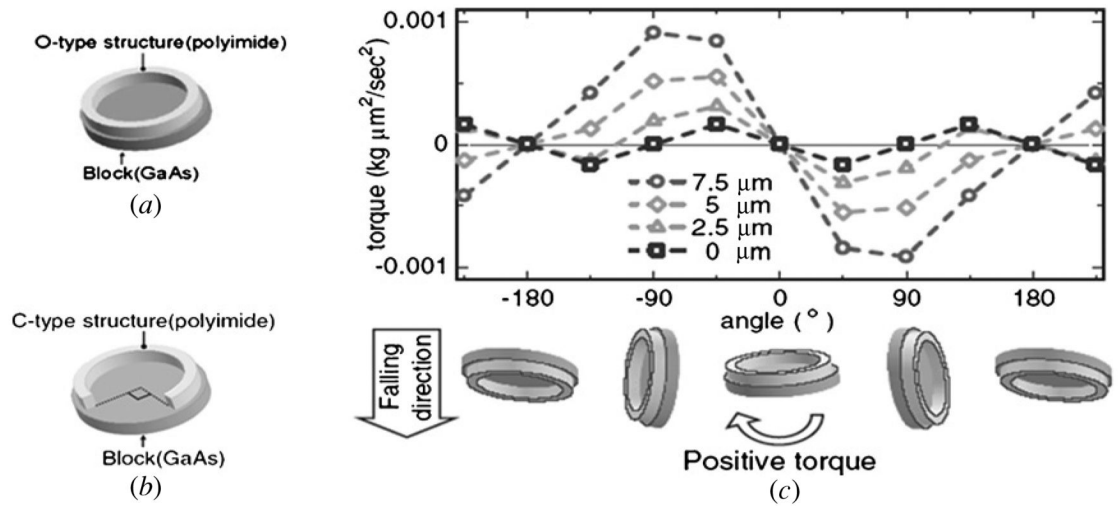 O-type structure(polyimide)
Block(GaAs)
(a)
C-type structure(polyimide)
Block(GaAs)
(b)
torque (kg μm²/sec²)
0.001
0
-0.001
7.5 μm
5 μm
2.5 μm
0 μm
-180 -90 0 90 180
angle (°)
Falling
direction
Positive torque
(c)